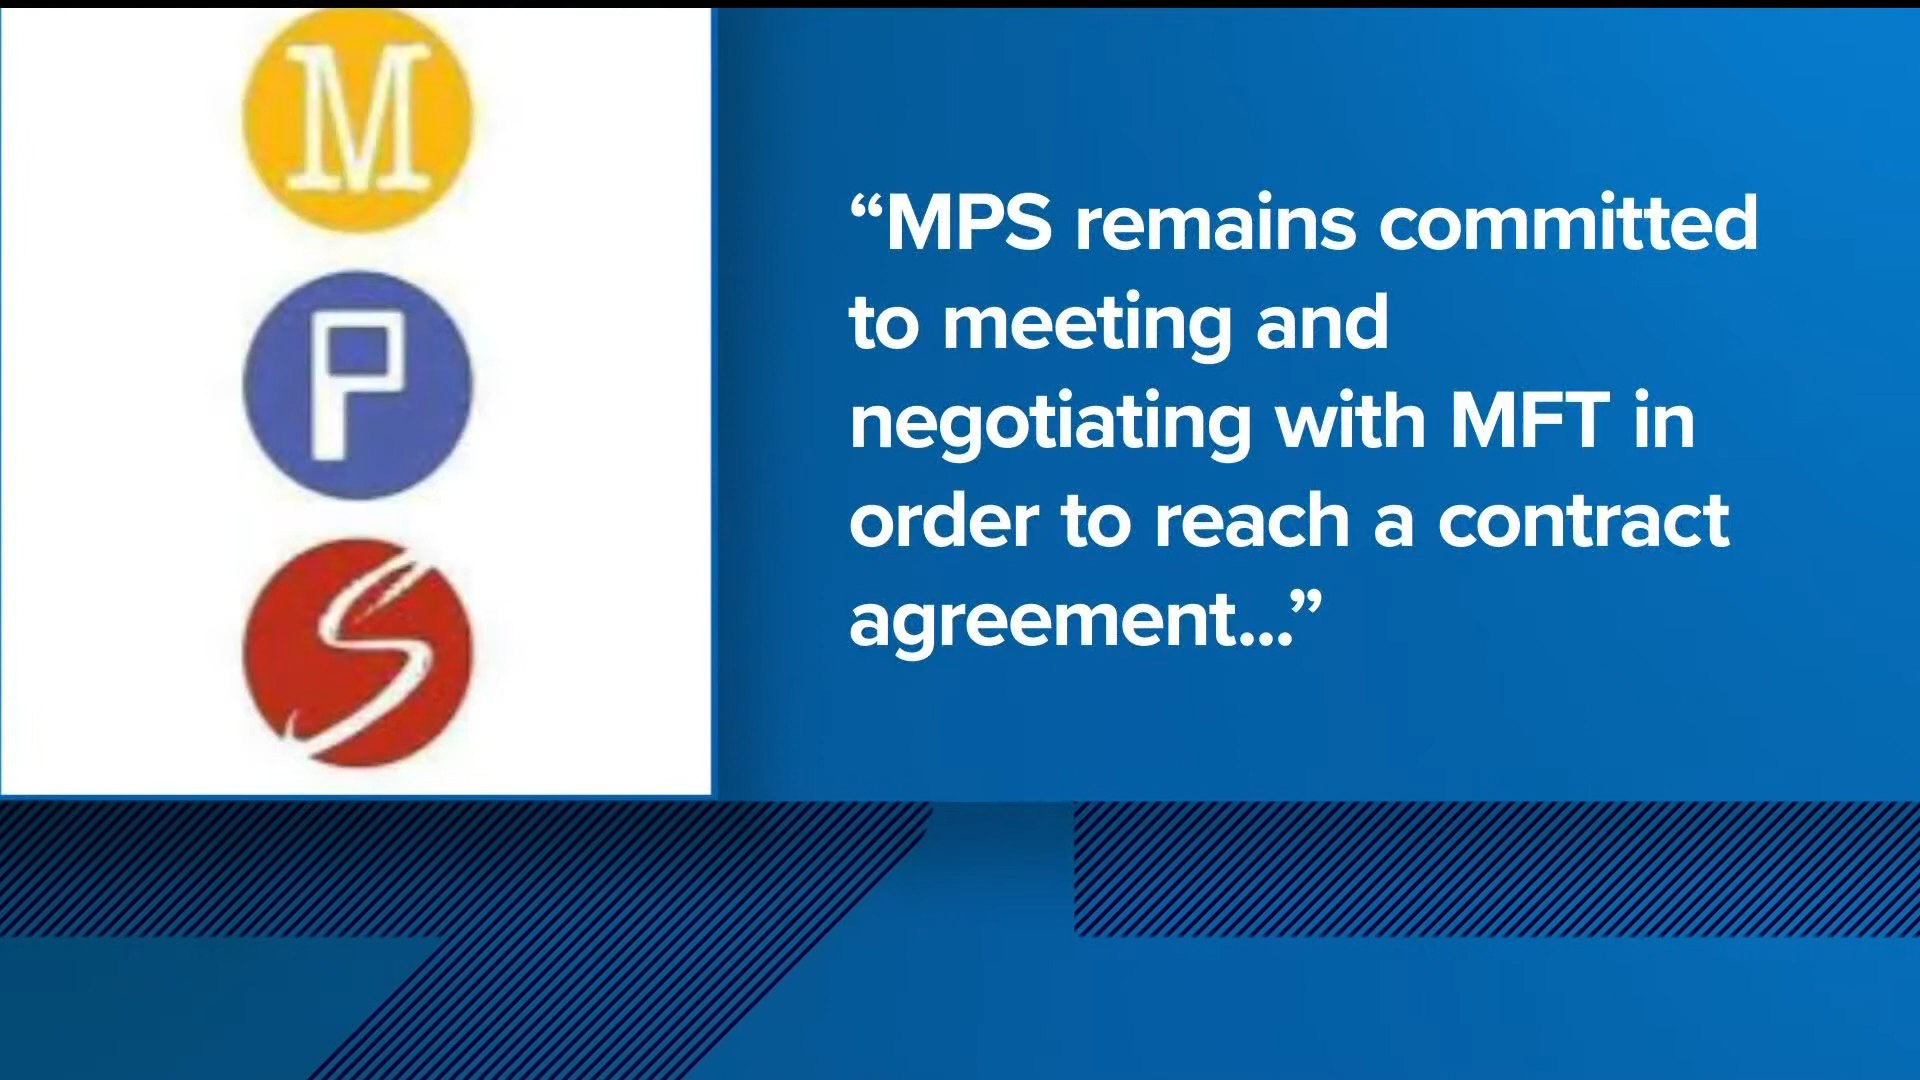 M
P
S
“MPS remains committed
to meeting and
negotiating with MFT in
order to reach a contract
agreement...”